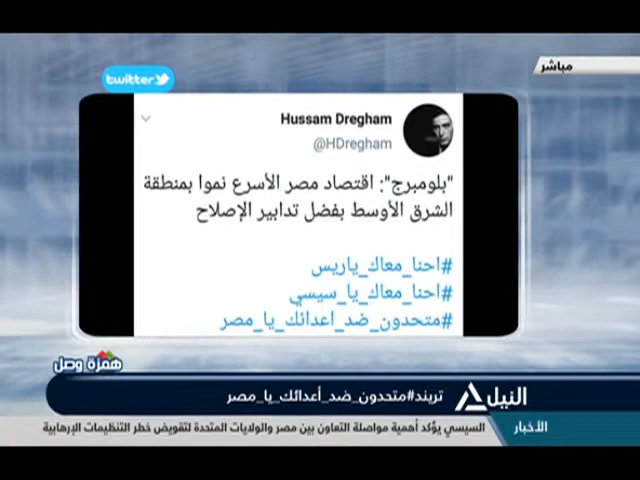 مباشر
twitter
Hussam Dregham
@HDregham
"بلومبرج": اقتصاد مصر الأسرع نموا بمنطقة
الشرق الأوسط بفضل تدابير الإصلاح
#احنا_معاك_ياريس
#احنا_معاك_يا_سيسي
#متحدون_ضد_اعدائك_يا_مصر
همزة وصل
النيل
تريند#متحدون_ضد_أعدائك_يا_مصر
الأخبار
السيسي يؤكد أهمية مواصلة التعاون بين مصر والولايات المتحدة لتقويض خطر التنظيمات الإرهابية